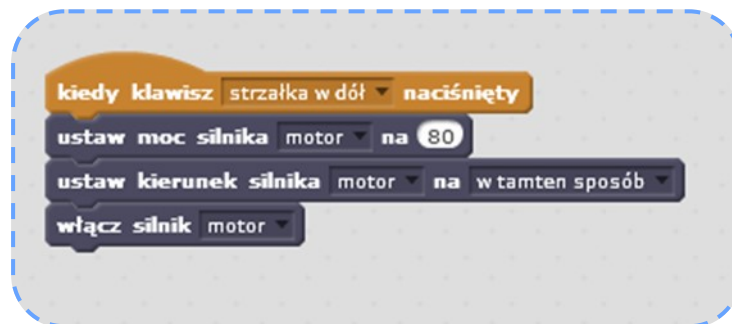 kiedy klawisz strzałka w dół naciśnięty
ustaw moc silnika motor na 80
ustaw kierunek silnika motor na w tamten sposób
włącz silnik motor